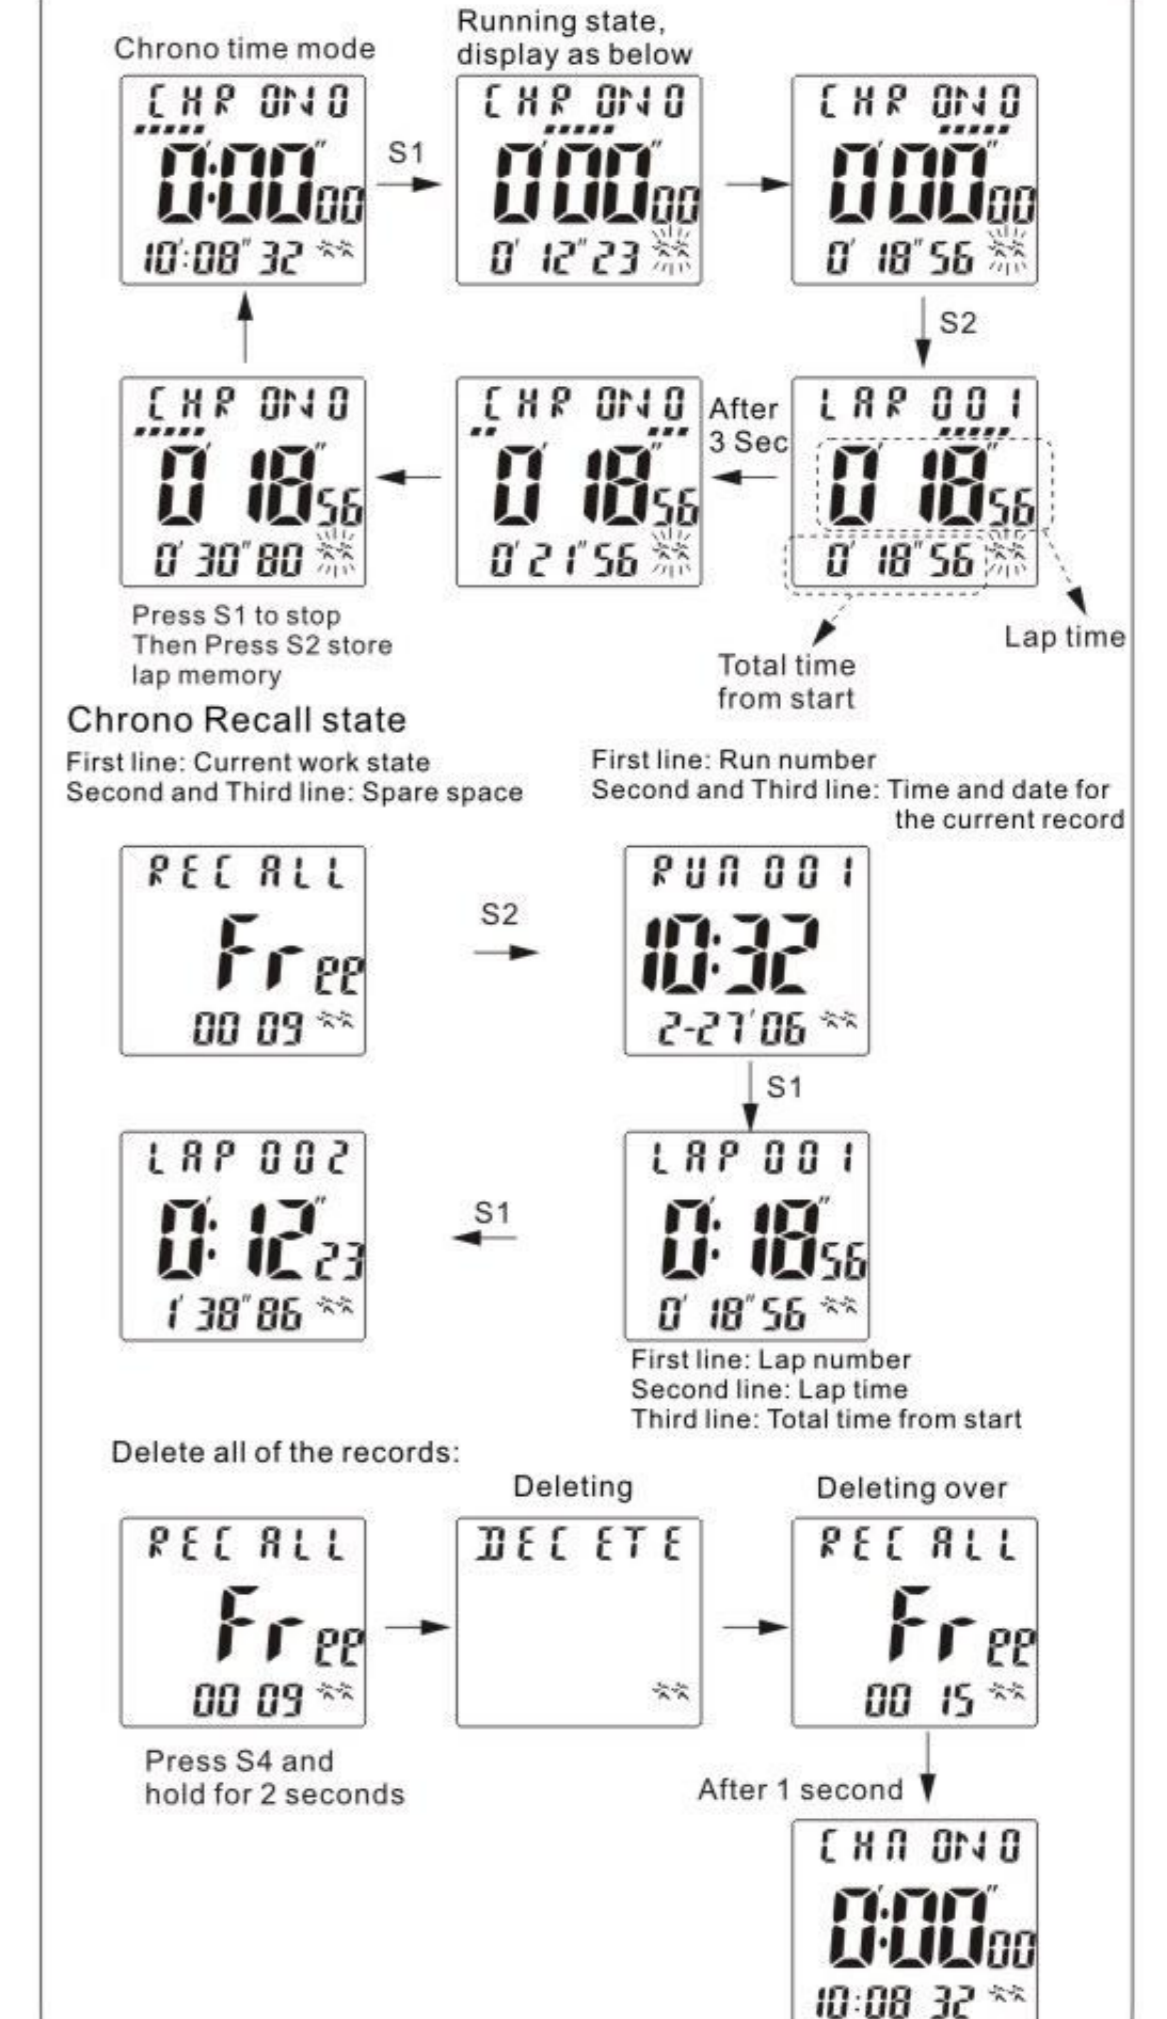 Chrono time mode
Running state,
display as below
CHR ONO
0:00"00
10':08" 32
S1
CHR ONO
0'00"00
0' 12"23
CHR ONO
0'00"00
0' 18"56
S2
LAP 001
0' 18"56
0' 18"56
Lap time
Total time
from start
After
3 Sec
CHR ONO
0' 18"56
0'21"56
CHR ONO
0' 18"56
0'30"80
Press S1 to stop
Then Press S2 store
lap memory
Chrono Recall state
First line: Current work state
Second and Third line: Spare space
First line: Run number
Second and Third line: Time and date for
the current record
RECALL
Free
00 09
S2
RUN 001
10:32
2-27'06
S1
LAP 001
0:18"56
0' 18"56
S1
LAP 002
0:12"23
1'38"86
First line: Lap number
Second line: Lap time
Third line: Total time from start
Delete all of the records:
Deleting
Deleting over
RECALL
Free
00 09
DECETE
RECALL
Free
00 15
Press S4 and
hold for 2 seconds
After 1 second
CHN ONO
0:00"00
10:08 32